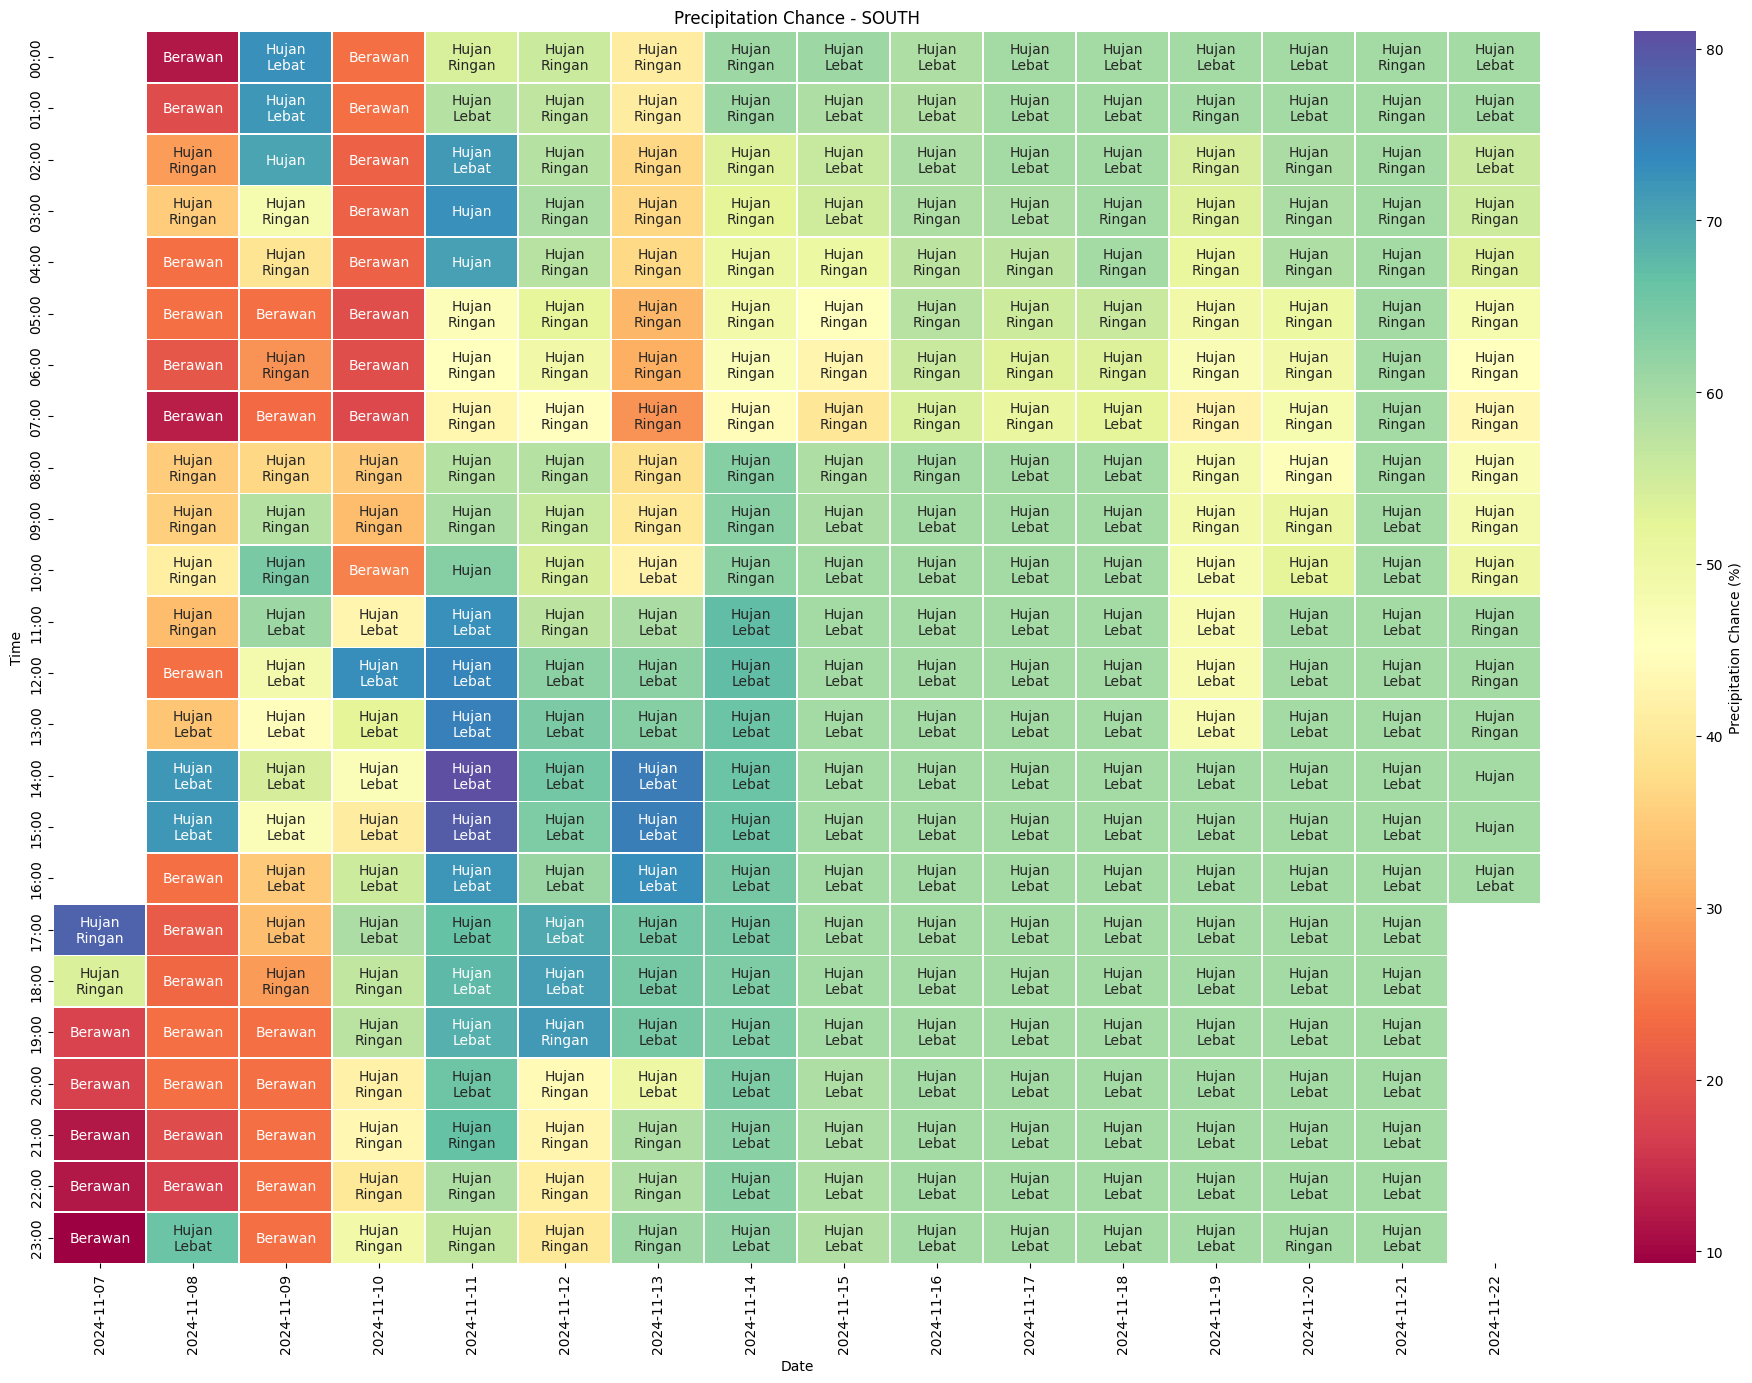 Precipitation Chance - SOUTH
00:00 Berawan Hujan Lebat Berawan Hujan Ringan Hujan Ringan Hujan Ringan Hujan Ringan Hujan Lebat Hujan Lebat Hujan Lebat Hujan Lebat Hujan Lebat Hujan Lebat Hujan Ringan Hujan Lebat
01:00 Berawan Hujan Lebat Berawan Hujan Lebat Hujan Ringan Hujan Ringan Hujan Ringan Hujan Lebat Hujan Lebat Hujan Lebat Hujan Lebat Hujan Ringan Hujan Lebat Hujan Ringan Hujan Lebat
02:00 Hujan Ringan Hujan Berawan Hujan Lebat Hujan Ringan Hujan Ringan Hujan Ringan Hujan Lebat Hujan Lebat Hujan Lebat Hujan Lebat Hujan Ringan Hujan Ringan Hujan Ringan Hujan Lebat
03:00 Hujan Ringan Hujan Ringan Berawan Hujan Hujan Ringan Hujan Ringan Hujan Ringan Hujan Lebat Hujan Ringan Hujan Lebat Hujan Ringan Hujan Ringan Hujan Ringan Hujan Ringan Hujan Ringan
04:00 Berawan Hujan Ringan Berawan Hujan Hujan Ringan Hujan Ringan Hujan Ringan Hujan Ringan Hujan Ringan Hujan Ringan Hujan Ringan Hujan Ringan Hujan Ringan Hujan Ringan Hujan Ringan
05:00 Berawan Berawan Berawan Hujan Ringan Hujan Ringan Hujan Ringan Hujan Ringan Hujan Ringan Hujan Ringan Hujan Ringan Hujan Ringan Hujan Ringan Hujan Ringan Hujan Ringan Hujan Ringan
06:00 Berawan Hujan Ringan Berawan Hujan Ringan Hujan Ringan Hujan Ringan Hujan Ringan Hujan Ringan Hujan Ringan Hujan Ringan Hujan Ringan Hujan Ringan Hujan Ringan Hujan Ringan Hujan Ringan
07:00 Berawan Berawan Berawan Hujan Ringan Hujan Ringan Hujan Ringan Hujan Ringan Hujan Ringan Hujan Ringan Hujan Ringan Hujan Lebat Hujan Ringan Hujan Ringan Hujan Ringan Hujan Ringan
08:00 Hujan Ringan Hujan Ringan Hujan Ringan Hujan Ringan Hujan Ringan Hujan Ringan Hujan Ringan Hujan Ringan Hujan Ringan Hujan Lebat Hujan Lebat Hujan Ringan Hujan Ringan Hujan Ringan Hujan Ringan
09:00 Hujan Ringan Hujan Ringan Hujan Ringan Hujan Ringan Hujan Ringan Hujan Ringan Hujan Ringan Hujan Lebat Hujan Lebat Hujan Lebat Hujan Lebat Hujan Ringan Hujan Ringan Hujan Lebat Hujan Ringan
10:00 Hujan Ringan Hujan Ringan Berawan Hujan Hujan Ringan Hujan Lebat Hujan Ringan Hujan Lebat Hujan Lebat Hujan Lebat Hujan Lebat Hujan Lebat Hujan Lebat Hujan Lebat Hujan Ringan
11:00 Hujan Ringan Hujan Lebat Hujan Lebat Hujan Lebat Hujan Ringan Hujan Lebat Hujan Lebat Hujan Lebat Hujan Lebat Hujan Lebat Hujan Lebat Hujan Lebat Hujan Lebat Hujan Lebat Hujan Ringan
12:00 Berawan Hujan Lebat Hujan Lebat Hujan Lebat Hujan Lebat Hujan Lebat Hujan Lebat Hujan Lebat Hujan Lebat Hujan Lebat Hujan Lebat Hujan Lebat Hujan Lebat Hujan Lebat Hujan Ringan
13:00 Hujan Lebat Hujan Lebat Hujan Lebat Hujan Lebat Hujan Lebat Hujan Lebat Hujan Lebat Hujan Lebat Hujan Lebat Hujan Lebat Hujan Lebat Hujan Lebat Hujan Lebat Hujan Lebat Hujan Ringan
14:00 Hujan Lebat Hujan Lebat Hujan Lebat Hujan Lebat Hujan Lebat Hujan Lebat Hujan Lebat Hujan Lebat Hujan Lebat Hujan Lebat Hujan Lebat Hujan Lebat Hujan Lebat Hujan Lebat Hujan
15:00 Hujan Lebat Hujan Lebat Hujan Lebat Hujan Lebat Hujan Lebat Hujan Lebat Hujan Lebat Hujan Lebat Hujan Lebat Hujan Lebat Hujan Lebat Hujan Lebat Hujan Lebat Hujan Lebat Hujan
16:00 Berawan Hujan Lebat Hujan Lebat Hujan Lebat Hujan Lebat Hujan Lebat Hujan Lebat Hujan Lebat Hujan Lebat Hujan Lebat Hujan Lebat Hujan Lebat Hujan Lebat Hujan Lebat Hujan Lebat
17:00 Hujan Ringan Berawan Hujan Lebat Hujan Lebat Hujan Lebat Hujan Lebat Hujan Lebat Hujan Lebat Hujan Lebat Hujan Lebat Hujan Lebat Hujan Lebat Hujan Lebat Hujan Lebat Hujan Lebat
18:00 Hujan Ringan Berawan Hujan Ringan Hujan Ringan Hujan Lebat Hujan Lebat Hujan Lebat Hujan Lebat Hujan Lebat Hujan Lebat Hujan Lebat Hujan Lebat Hujan Lebat Hujan Lebat Hujan Lebat
19:00 Berawan Berawan Berawan Hujan Ringan Hujan Lebat Hujan Ringan Hujan Lebat Hujan Lebat Hujan Lebat Hujan Lebat Hujan Lebat Hujan Lebat Hujan Lebat Hujan Lebat Hujan Lebat
20:00 Berawan Berawan Berawan Hujan Ringan Hujan Lebat Hujan Ringan Hujan Lebat Hujan Lebat Hujan Lebat Hujan Lebat Hujan Lebat Hujan Lebat Hujan Lebat Hujan Lebat Hujan Lebat
21:00 Berawan Berawan Berawan Hujan Ringan Hujan Ringan Hujan Ringan Hujan Ringan Hujan Lebat Hujan Lebat Hujan Lebat Hujan Lebat Hujan Lebat Hujan Lebat Hujan Lebat Hujan Lebat
22:00 Berawan Berawan Berawan Hujan Ringan Hujan Ringan Hujan Ringan Hujan Ringan Hujan Lebat Hujan Lebat Hujan Lebat Hujan Lebat Hujan Lebat Hujan Lebat Hujan Lebat Hujan Lebat
23:00 Berawan Hujan Lebat Berawan Hujan Ringan Hujan Ringan Hujan Ringan Hujan Ringan Hujan Lebat Hujan Lebat Hujan Lebat Hujan Lebat Hujan Lebat Hujan Lebat Hujan Ringan Hujan Lebat
Time
2024-11-07 2024-11-08 2024-11-09 2024-11-10 2024-11-11 2024-11-12 2024-11-13 2024-11-14 2024-11-15 2024-11-16 2024-11-17 2024-11-18 2024-11-19 2024-11-20 2024-11-21 2024-11-22
Date
80
70
60
50
40
30
20
10
Precipitation Chance (%)